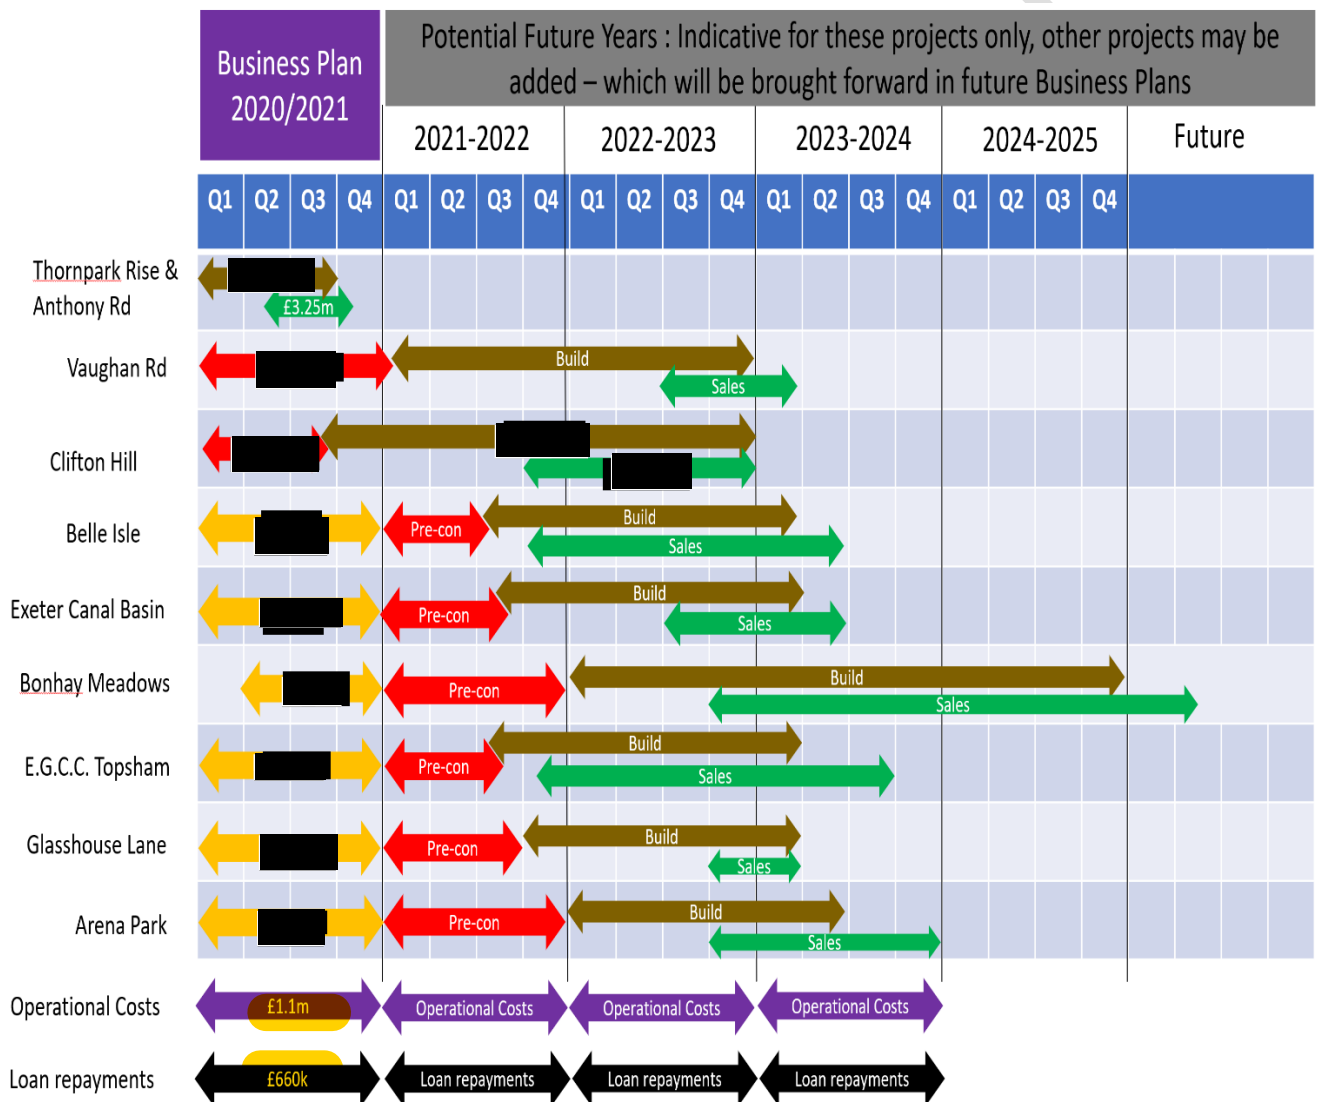 Business Plan
2020/2021
Potential Future Years : Indicative for these projects only, other projects may be
added – which will be brought forward in future Business Plans
2021-2022
2022-2023
2023-2024
2024-2025
Future
Q1 Q2 Q3 Q4 Q1 Q2 Q3 Q4 Q1 Q2 Q3 Q4 Q1 Q2 Q3 Q4 Q1 Q2 Q3 Q4
Thornpark Rise &
Anthony Rd
£3.25m
Vaughan Rd
Build
Sales
Clifton Hill
Belle Isle
Pre-con
Build
Sales
Exeter Canal Basin
Pre-con
Build
Sales
Bonhay Meadows
Pre-con
Build
Sales
E.G.C.C. Topsham
Pre-con
Build
Sales
Glasshouse Lane
Pre-con
Build
Sales
Arena Park
Pre-con
Build
Sales
Operational Costs
£1.1m
Operational Costs
Operational Costs
Operational Costs
Loan repayments
£660k
Loan repayments
Loan repayments
Loan repayments